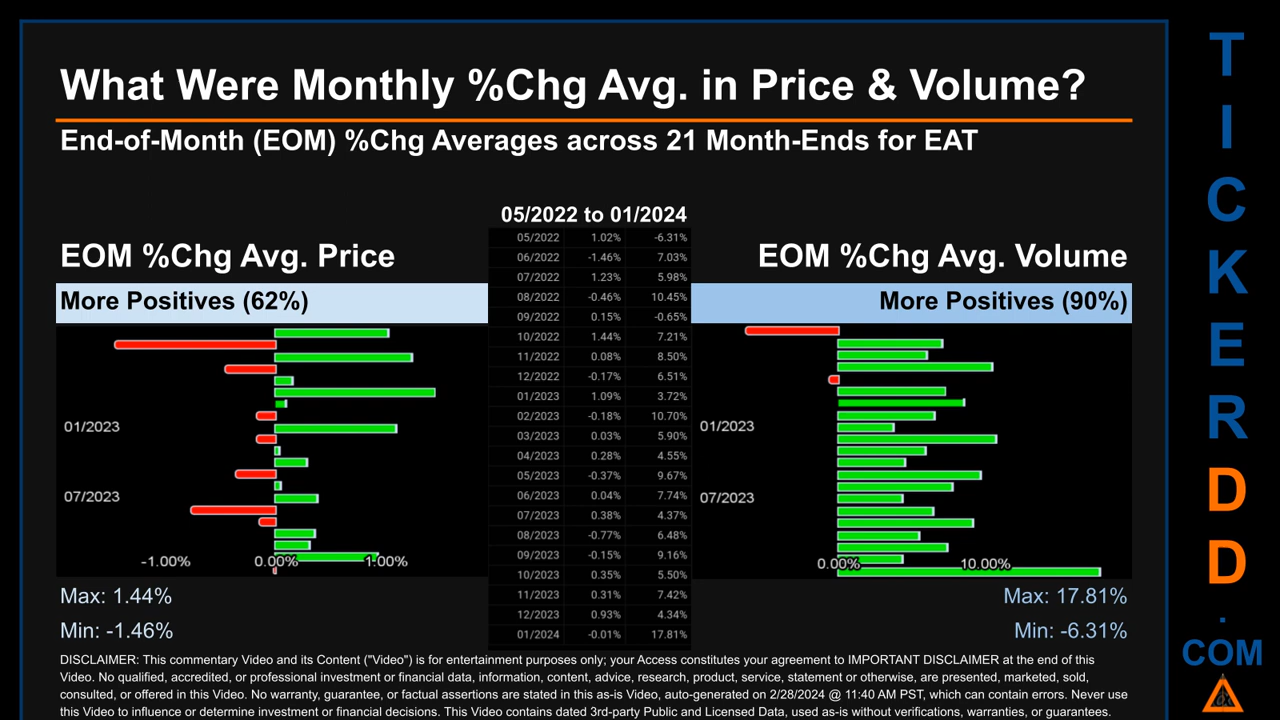 What Were Monthly %Chg Avg. in Price & Volume?
End-of-Month (EOM) %Chg Averages across 21 Month-Ends for EAT
05/2022 to 01/2024
EOM %Chg Avg. Price
More Positives (62%)
01/2023
07/2023
-1.00% 0.00% 1.00%
Max: 1.44%
Min: -1.46%
05/2022 1.02% -6.31%
06/2022 -1.46% 7.03%
07/2022 1.23% 5.98%
08/2022 -0.46% 10.45%
09/2022 0.15% -0.65%
10/2022 1.44% 7.21%
11/2022 0.08% 8.50%
12/2022 -0.17% 6.51%
01/2023 1.09% 3.72%
02/2023 -0.18% 10.70%
03/2023 0.03% 5.90%
04/2023 0.28% 4.55%
05/2023 -0.37% 9.67%
06/2023 0.04% 7.74%
07/2023 0.38% 4.37%
08/2023 -0.77% 6.48%
09/2023 -0.15% 9.16%
10/2023 0.35% 5.50%
11/2023 0.31% 7.42%
12/2023 0.93% 4.34%
01/2024 -0.01% 17.81%
EOM %Chg Avg. Volume
More Positives (90%)
01/2023
07/2023
0.00% 10.00%
Max: 17.81%
Min: -6.31%
DISCLAIMER: This commentary Video and its Content ("Video") is for entertainment purposes only; your Access constitutes your agreement to IMPORTANT DISCLAIMER at the end of this
Video. No qualified, accredited, or professional investment or financial data, information, content, advice, research, product, service, statement or otherwise, are presented, marketed, sold,
consulted, or offered in this Video. No warranty, guarantee, or factual assertions are stated in this as-is Video, auto-generated on 2/28/2024 @ 11:40 AM PST, which can contain errors. Never use
this Video to influence or determine investment or financial decisions. This Video contains dated 3rd-party Public and Licensed Data, used as-is without verifications, warranties, or guarantees.
T
I
C
K
E
R
D
D
.
COM